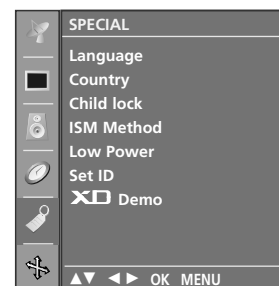 SPECIAL
Language
Country
Child lock
ISM Method
Low Power
Set ID
XD Demo
▲▼ ◄► OK MENU